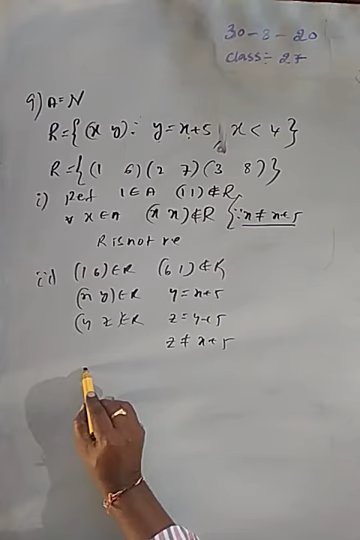 30-8-20
class:- 27
9) A=N
R={(x y): y=x+5, x<4}
R={(1 6)(2 7)(3 8)}
i) Ref 1∈A (1 1)∉R,
∀ x∈A (x x)∉R {∵x≠x+5
R is not re
ii) (1 6)∈R (6 1)∉R
(x y)∈R y=x+5
(y z)∈R z=y+5
z≠x+5